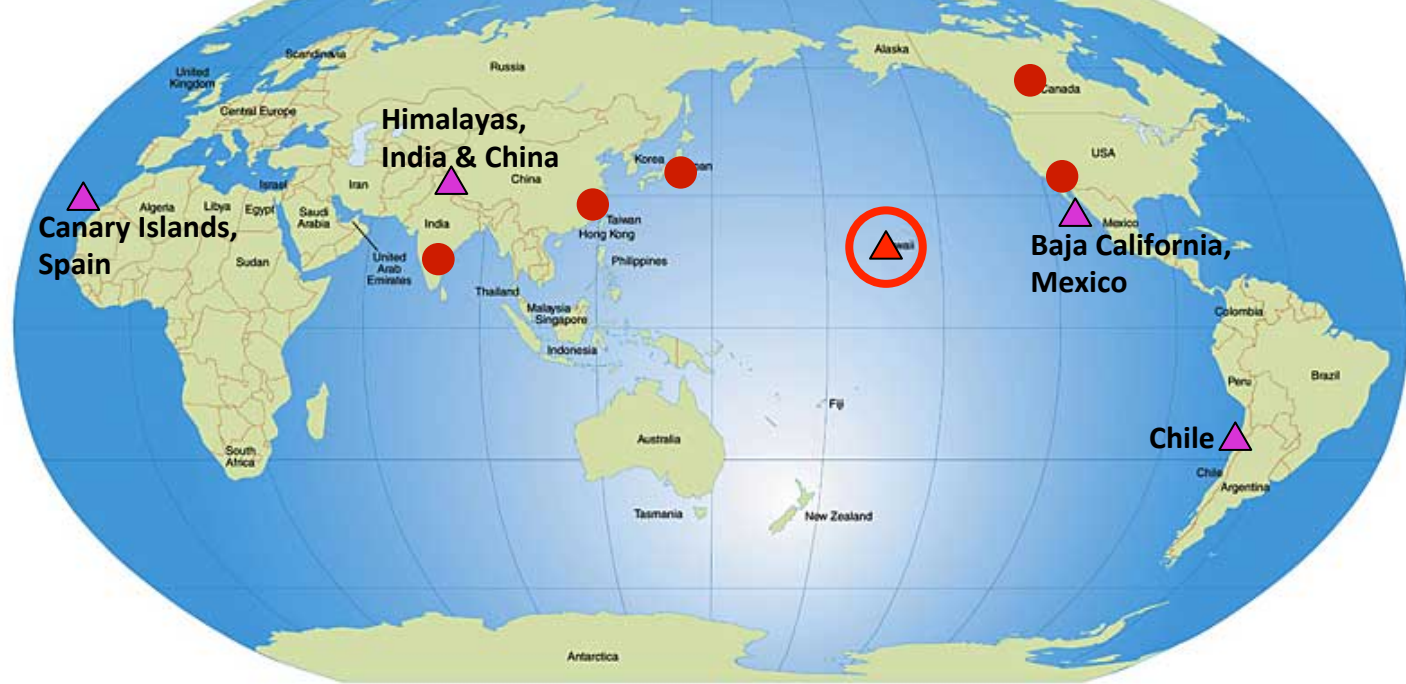 Alaska
Scandinavia
Russia
United
Kingdom
Canada
Central Europe
Himalayas,
India & China
USA
Korea
China
Israel
Iran
Algeria
Libya
Egypt
Saudi
Arabia
India
Taiwan
Hong Kong
Mexico
Canary Islands,
Spain
Baja California,
Mexico
Sudan
United
Arab
Emirates
Philippines
Thailand
Malaysia
Singapore
Indonesia
Colombia
Peru
Brazil
Fiji
Australia
Chile
South
Africa
Chile
Argentina
Tasmania
New Zealand
Antarctica